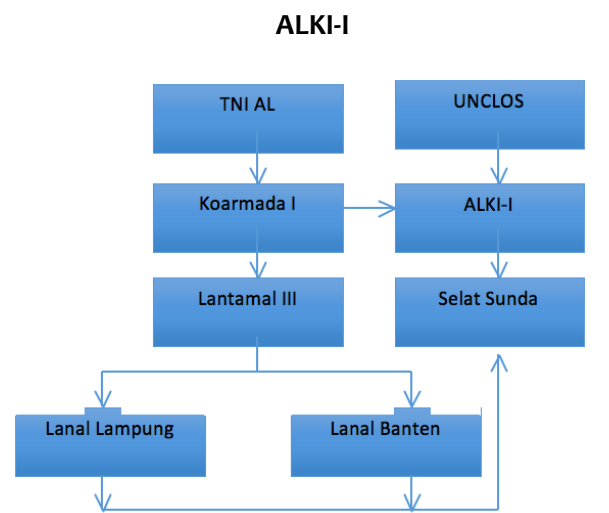 ALKI-I
TNI AL
UNCLOS
Koarmada I
ALKI-I
Lantamal III
Selat Sunda
Lanal Lampung
Lanal Banten